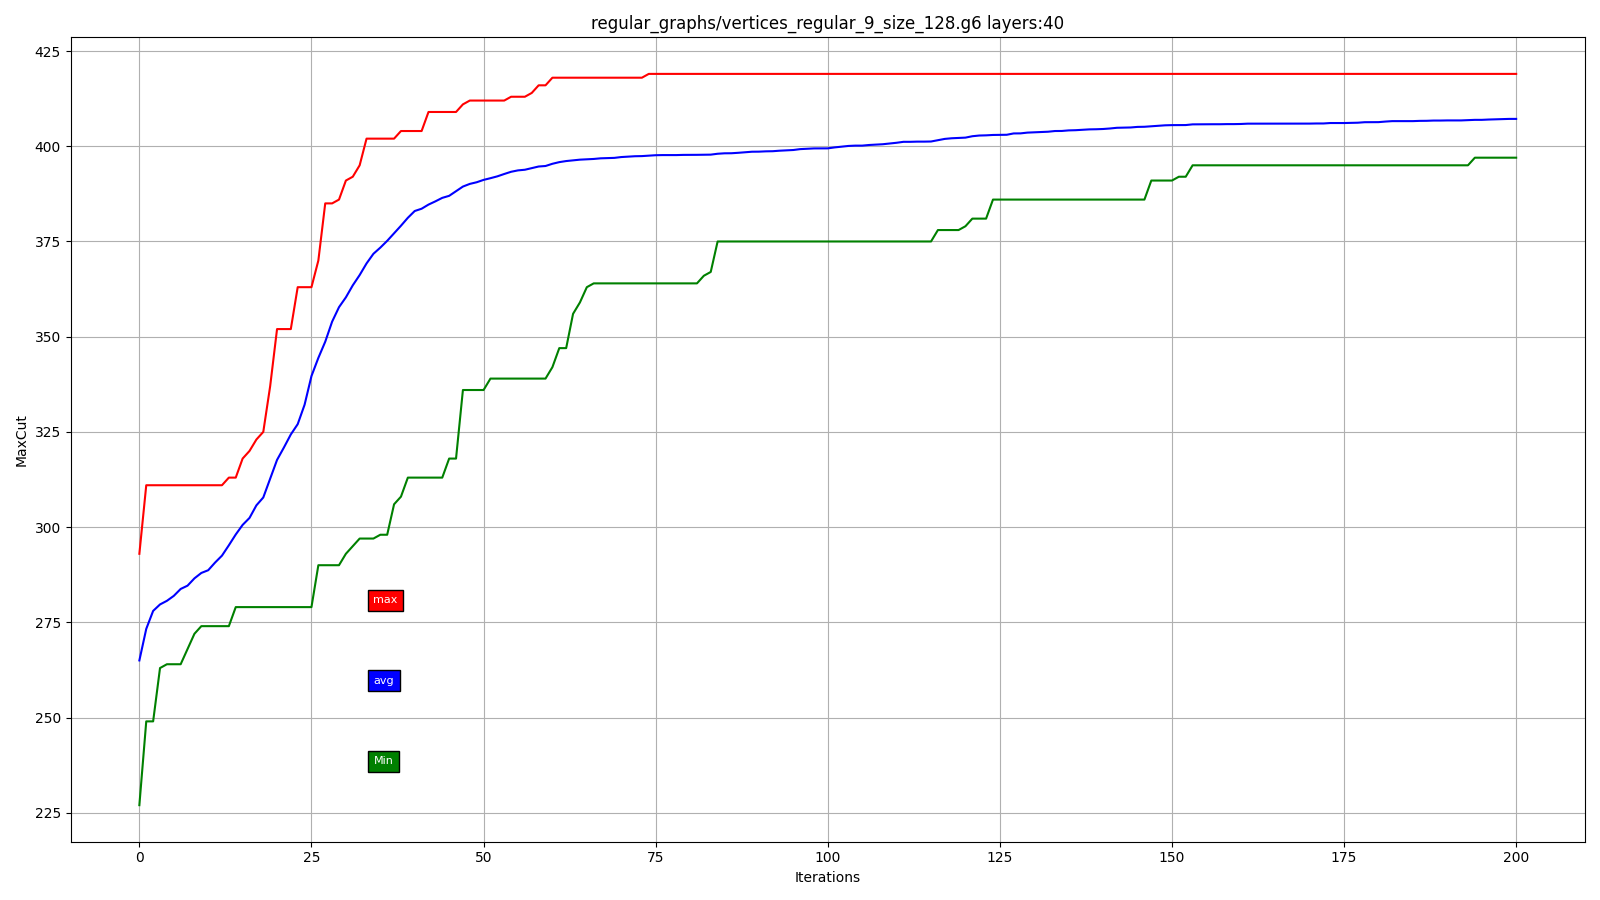 regular_graphs/vertices_regular_9_size_128.g6 layers:40
425
400
375
350
325
300
275
250
225
MaxCut
max
avg
Min
0 25 50 75 100 125 150 175 200
Iterations